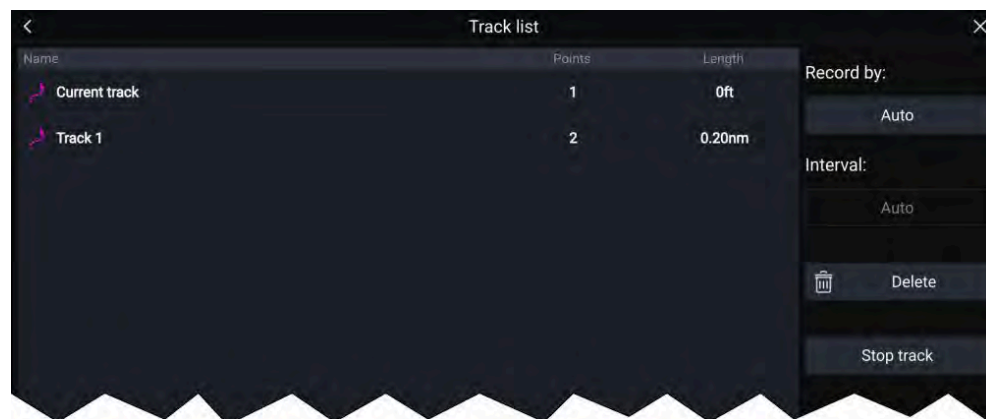 Track list
Name Points Length
Current track 1 0ft
Track 1 2 0.20nm
Record by:
Auto
Interval:
Auto
Delete
Stop track